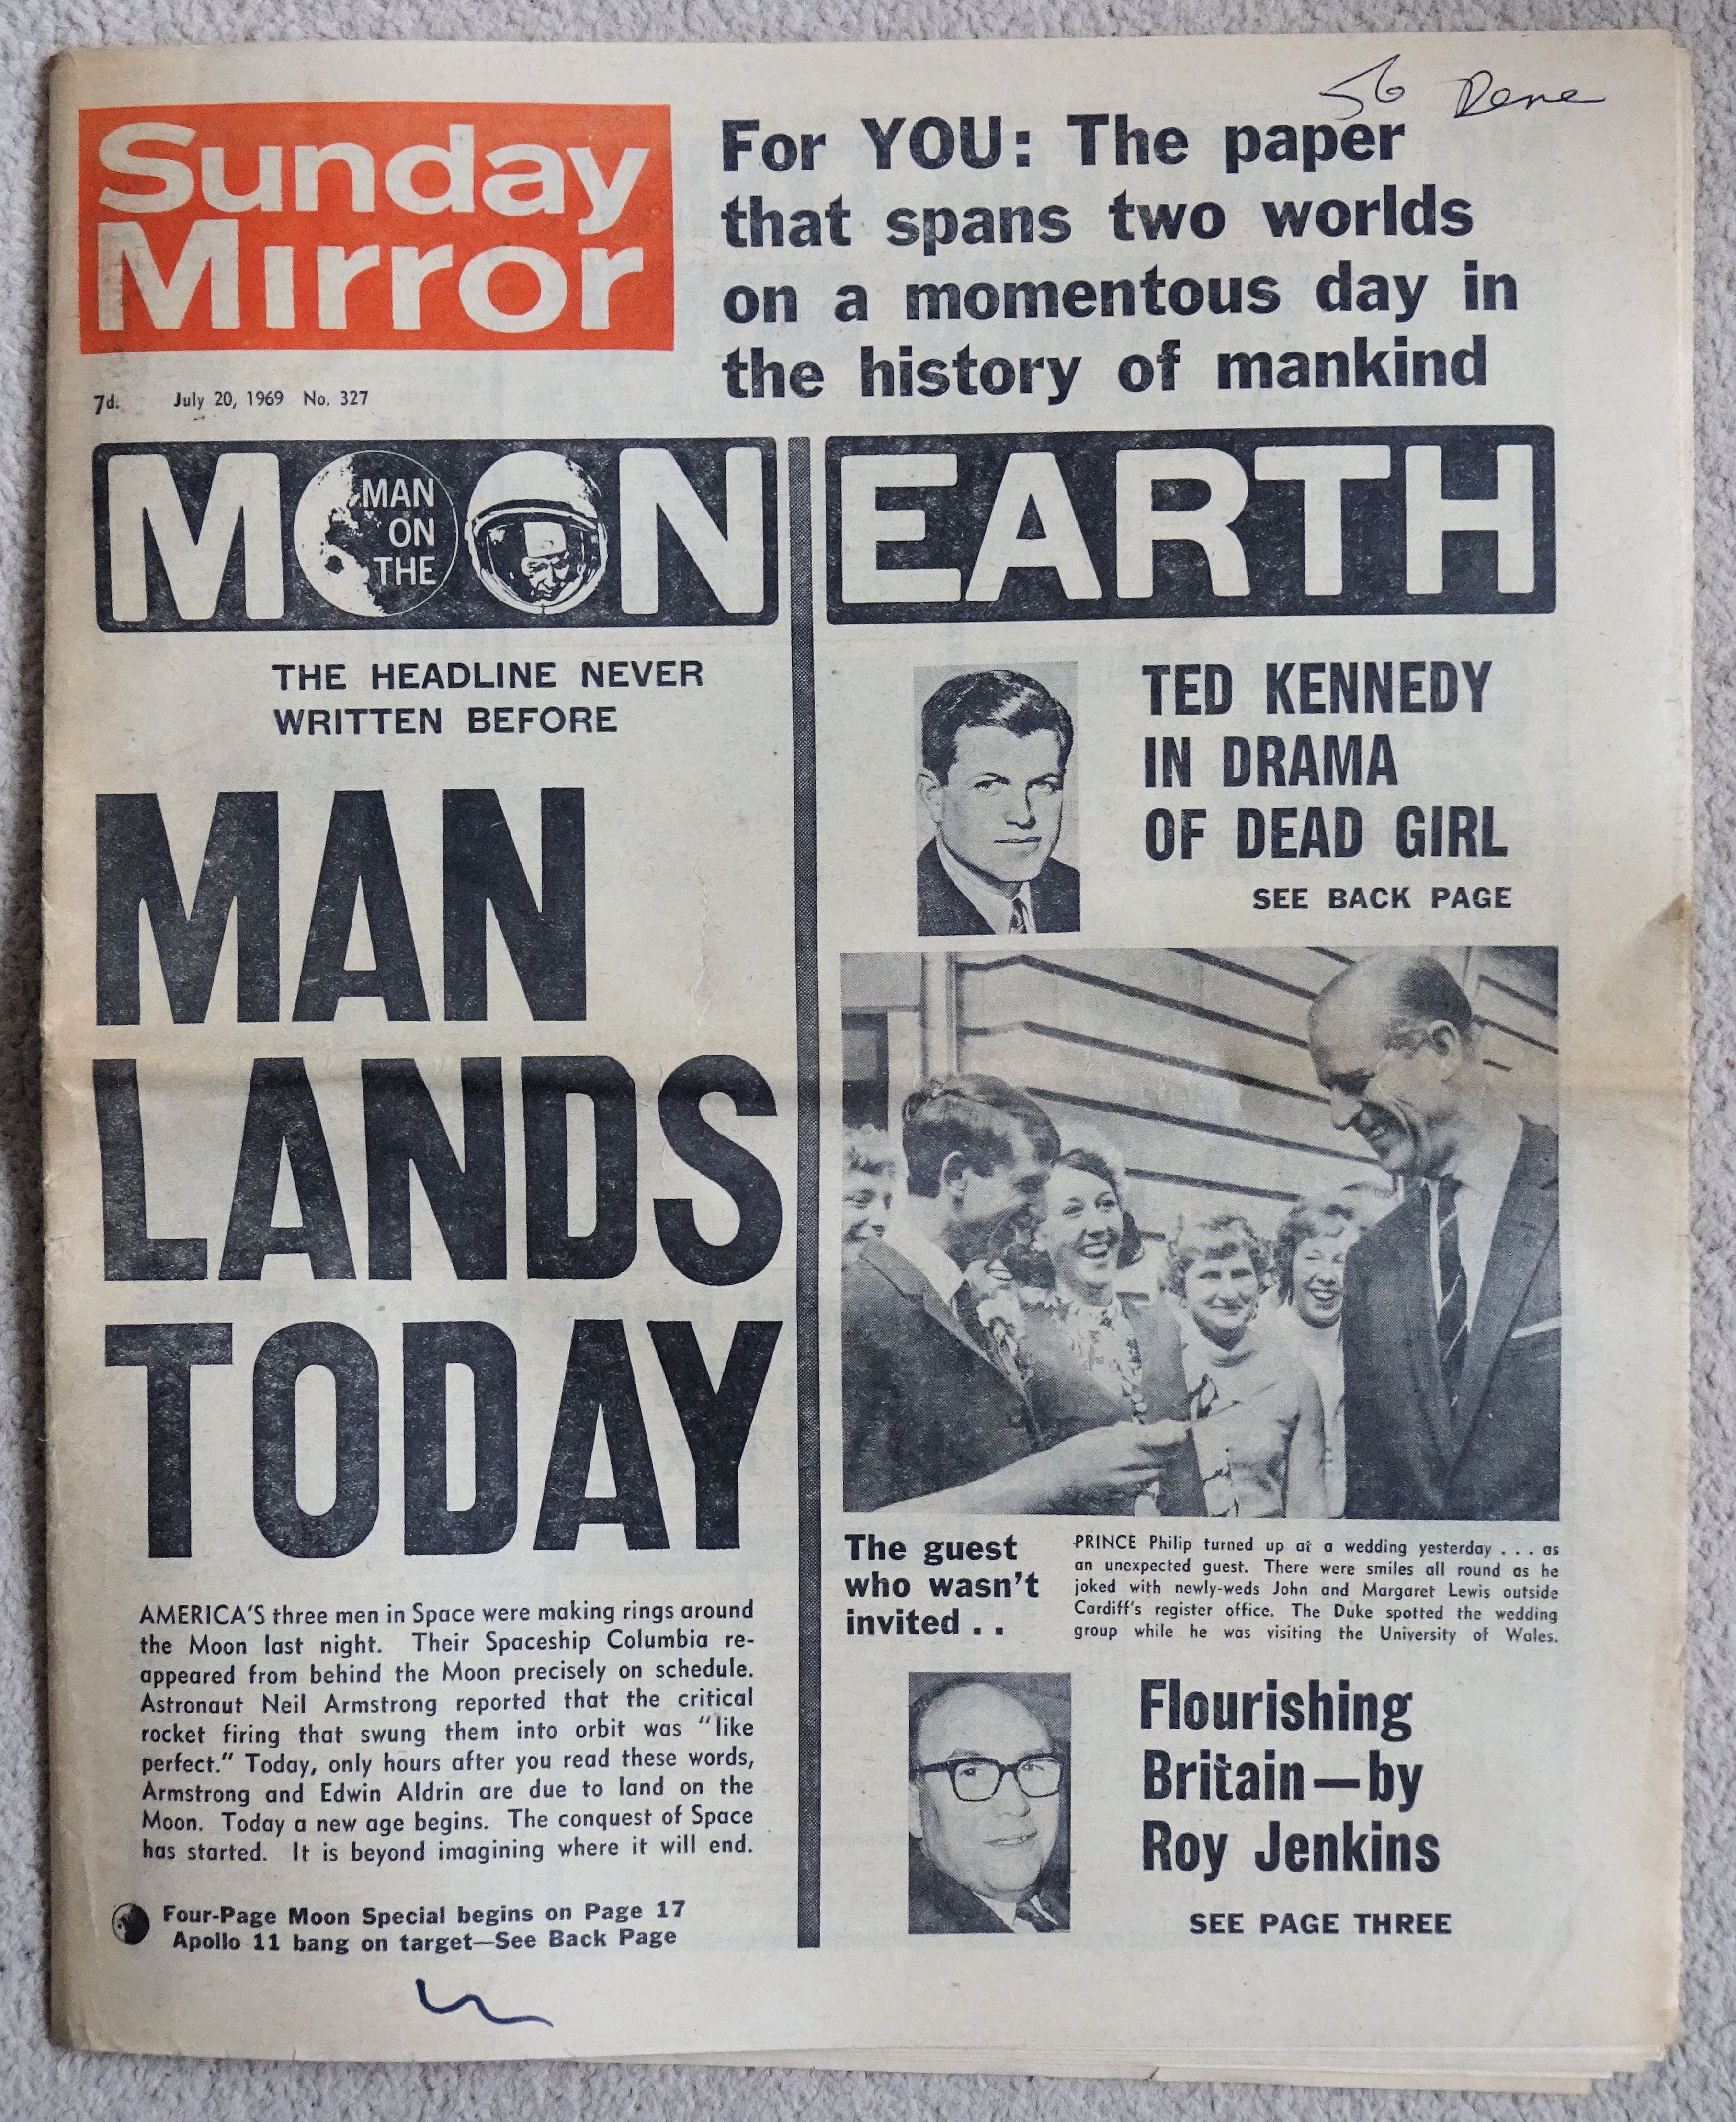 56 Dene
Sunday
Mirror
For YOU: The paper
that spans two worlds
on a momentous day in
the history of mankind
7d. July 20, 1969 No. 327
MOON
MAN
ON
THE
THE HEADLINE NEVER
WRITTEN BEFORE
MAN
LANDS
TODAY
AMERICA'S three men in Space were making rings around
the Moon last night. Their Spaceship Columbia re-
appeared from behind the Moon precisely on schedule.
Astronaut Neil Armstrong reported that the critical
rocket firing that swung them into orbit was "like
perfect." Today, only hours after you read these words,
Armstrong and Edwin Aldrin are due to land on the
Moon. Today a new age begins. The conquest of Space
has started. It is beyond imagining where it will end.
Four-Page Moon Special begins on Page 17
Apollo 11 bang on target—See Back Page
EARTH
TED KENNEDY
IN DRAMA
OF DEAD GIRL
SEE BACK PAGE
The guest
who wasn't
invited . .
PRINCE Philip turned up at a wedding yesterday . . . as
an unexpected guest. There were smiles all round as he
joked with newly-weds John and Margaret Lewis outside
Cardiff's register office. The Duke spotted the wedding
group while he was visiting the University of Wales.
Flourishing
Britain—by
Roy Jenkins
SEE PAGE THREE